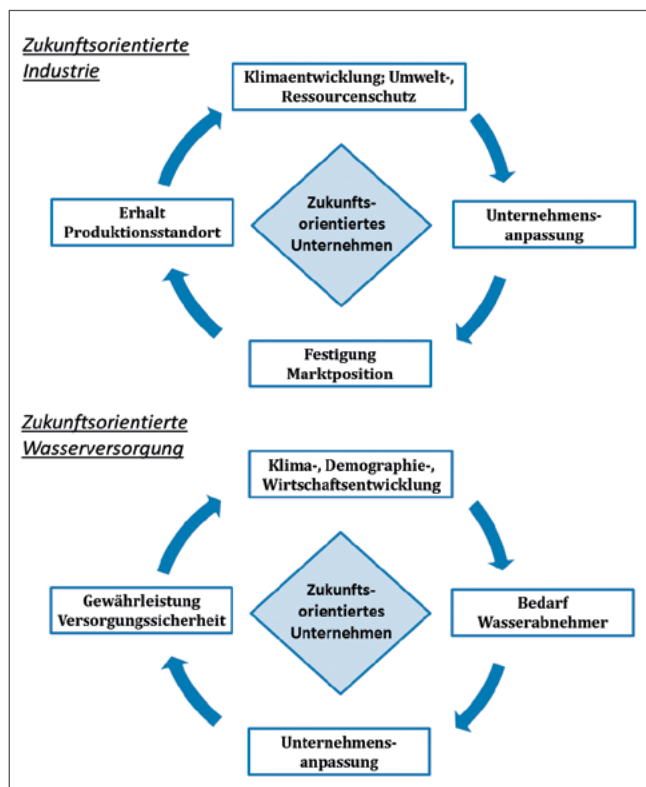 Zukunftsorientierte
Industrie
Klimaentwicklung; Umwelt-,
Ressourcenschutz
Zukunfts-
orientiertes
Unternehmen
Erhalt
Produktionsstandort
Unternehmens-
anpassung
Festigung
Marktposition
Zukunftsorientierte
Wasserversorgung
Klima-, Demographie-,
Wirtschaftsentwicklung
Zukunfts-
orientiertes
Unternehmen
Gewährleistung
Versorgungssicherheit
Bedarf
Wasserabnehmer
Unternehmens-
anpassung